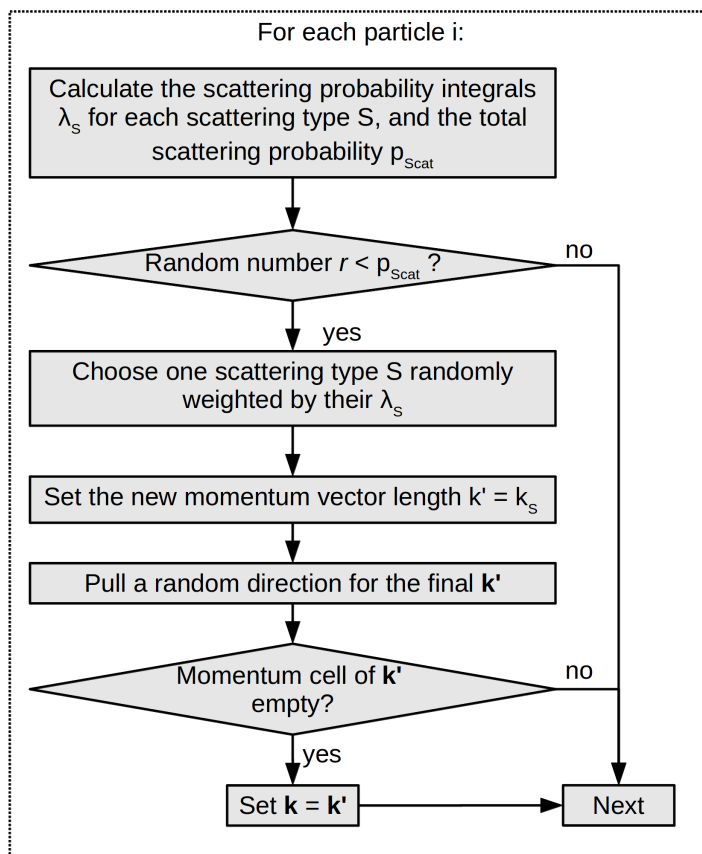 For each particle i:
Calculate the scattering probability integrals
λS for each scattering type S, and the total
scattering probability pScat
Random number r < pScat ?
no
yes
Choose one scattering type S randomly
weighted by their λS
Set the new momentum vector length k' = kS
Pull a random direction for the final k'
Momentum cell of k'
empty?
no
yes
Set k = k'
Next